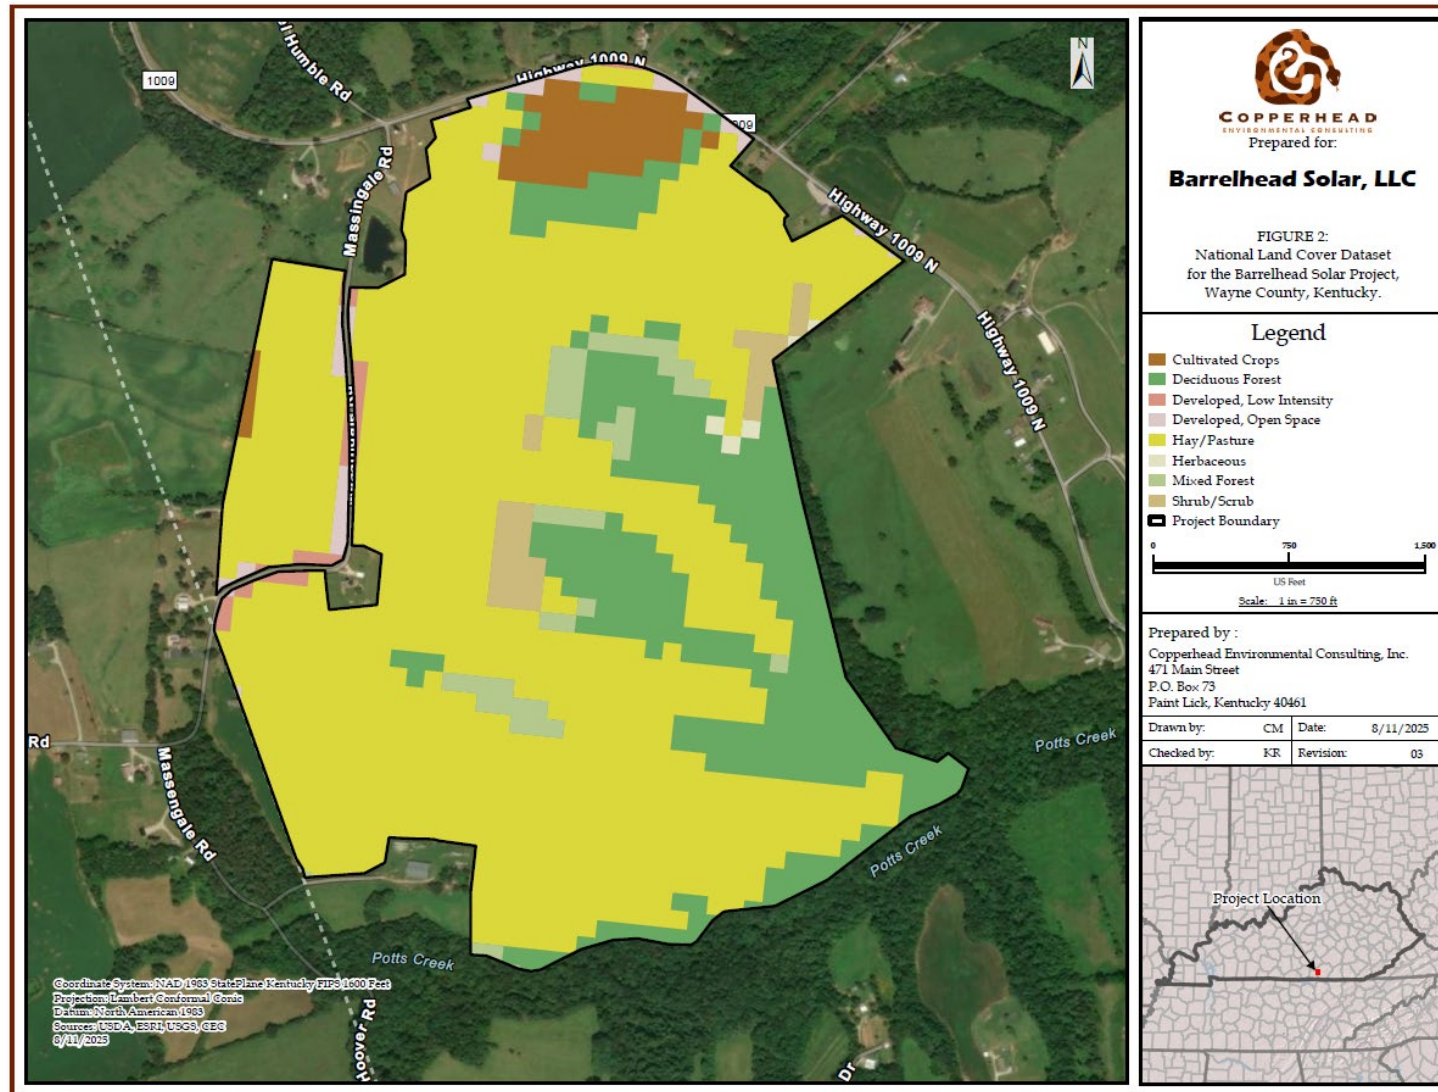 ol Humble Rd
Highway 1009 N
N
1009
009
Massingale Rd
Highway 1009 N
Highway 1009 N
Rd
Massengale Rd
Potts Creek
Potts Creek
Potts Creek
Hoover Rd
Dr
Coordinate System: NAD 1983 StatePlane Kentucky FIPS 1600 Feet
Projection: Lambert Conformal Conic
Datum: North American 1983
Sources: USDA, ESRI, USGS, CEC
8/11/2025
COPPERHEAD
ENVIRONMENTAL CONSULTING
Prepared for:
Barrelhead Solar, LLC
FIGURE 2:
National Land Cover Dataset
for the Barrelhead Solar Project,
Wayne County, Kentucky.
Legend
Cultivated Crops
Deciduous Forest
Developed, Low Intensity
Developed, Open Space
Hay/Pasture
Herbaceous
Mixed Forest
Shrub/Scrub
Project Boundary
0 750 1,500
US Feet
Scale: 1 in = 750 ft
Prepared by :
Copperhead Environmental Consulting, Inc.
471 Main Street
P.O. Box 73
Paint Lick, Kentucky 40461
Drawn by: CM Date: 8/11/2025
Checked by: KR Revision: 03
Project Location